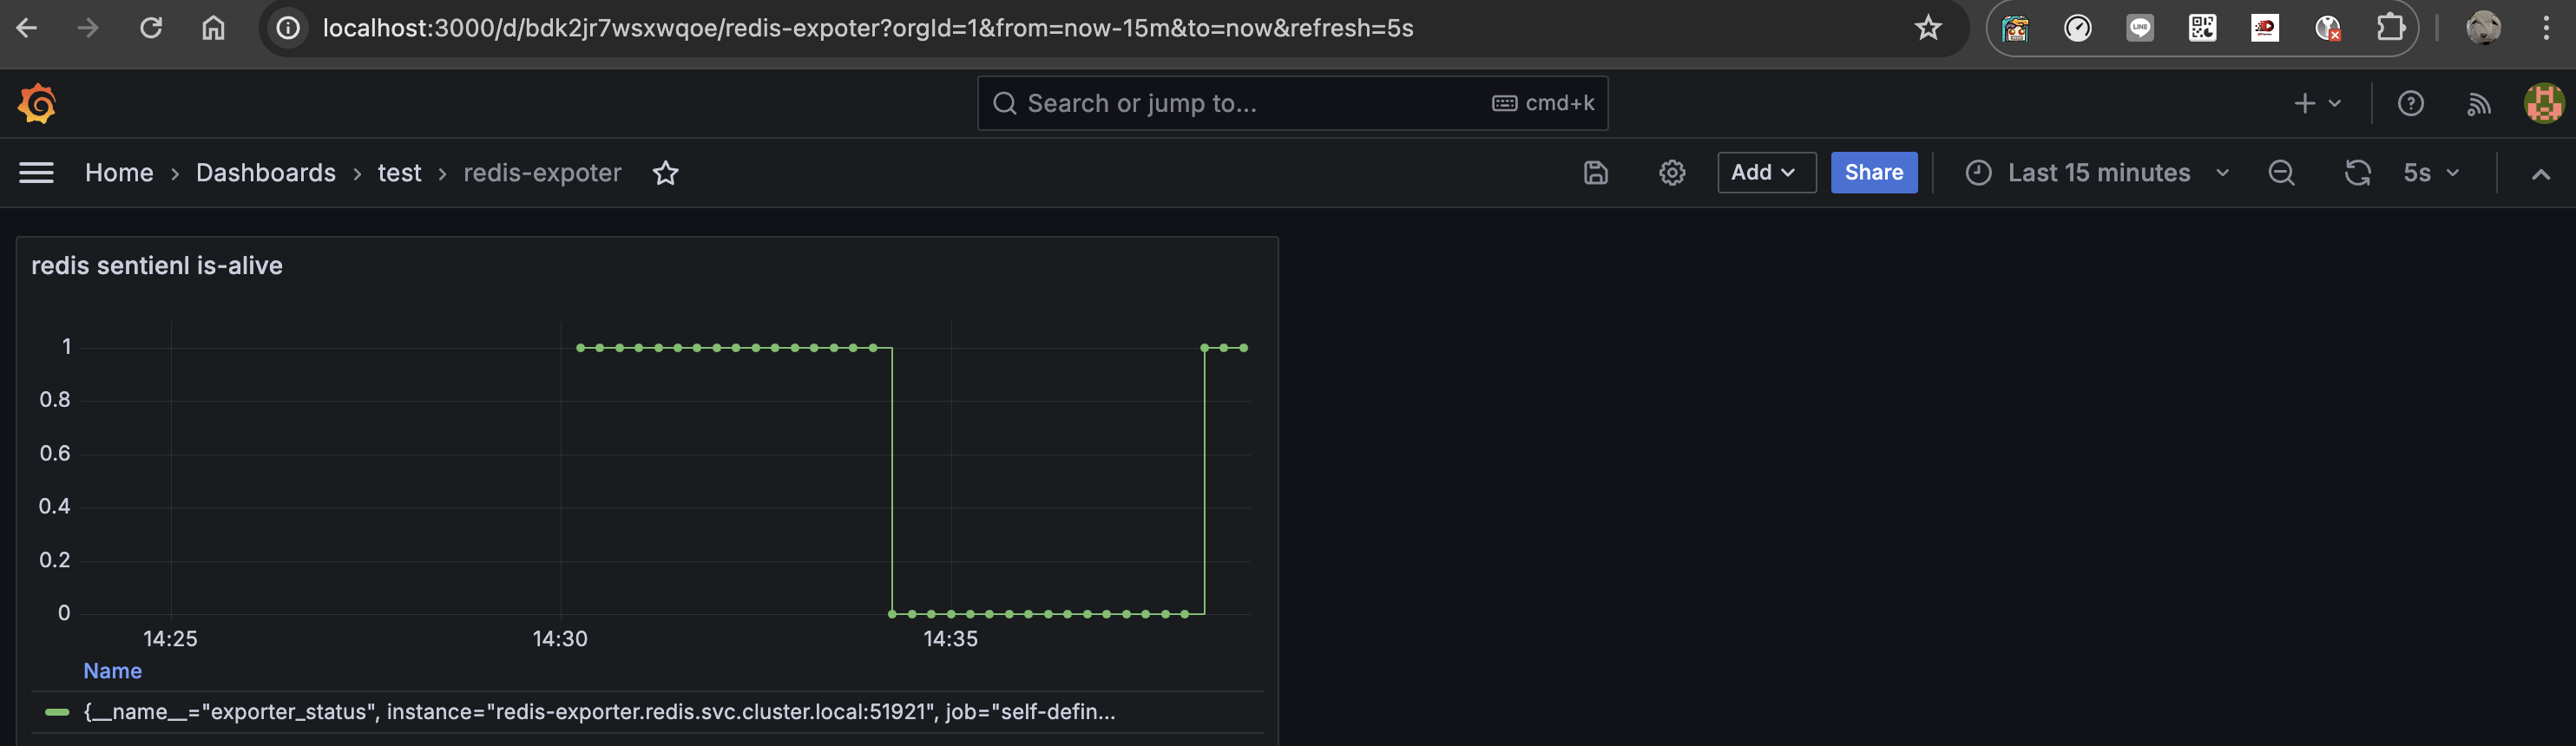 localhost:3000/d/bdk2jr7wsxwqoe/redis-expoter?orgId=1&from=now-15m&to=now&refresh=5s
Search or jump to... cmd+k
Home > Dashboards > test > redis-expoter Add Share Last 15 minutes 5s
redis sentienl is-alive
1
0.8
0.6
0.4
0.2
0
14:25 14:30 14:35
Name
{__name__="exporter_status", instance="redis-exporter.redis.svc.cluster.local:51921", job="self-defin...